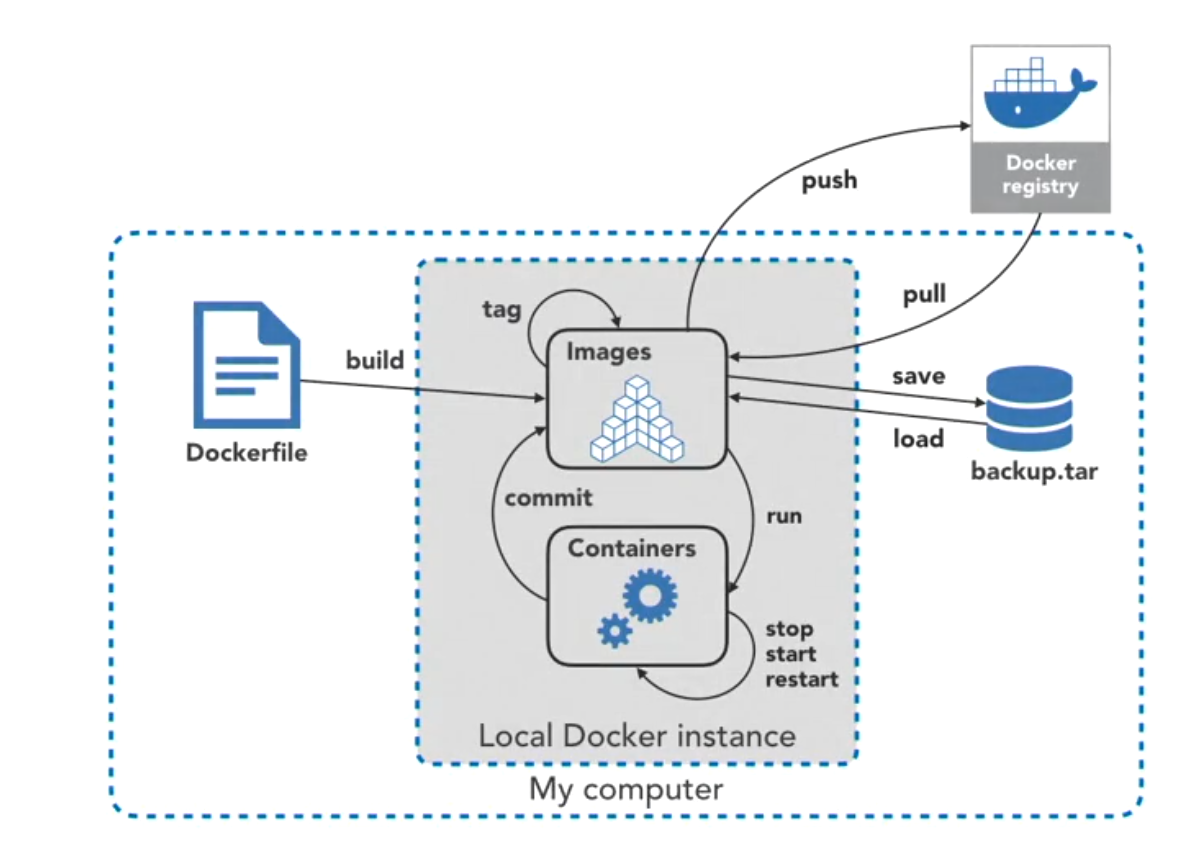 Docker
registry
push
pull
tag
Images
build
save
load
Dockerfile
backup.tar
commit
run
Containers
stop
start
restart
Local Docker instance
My computer